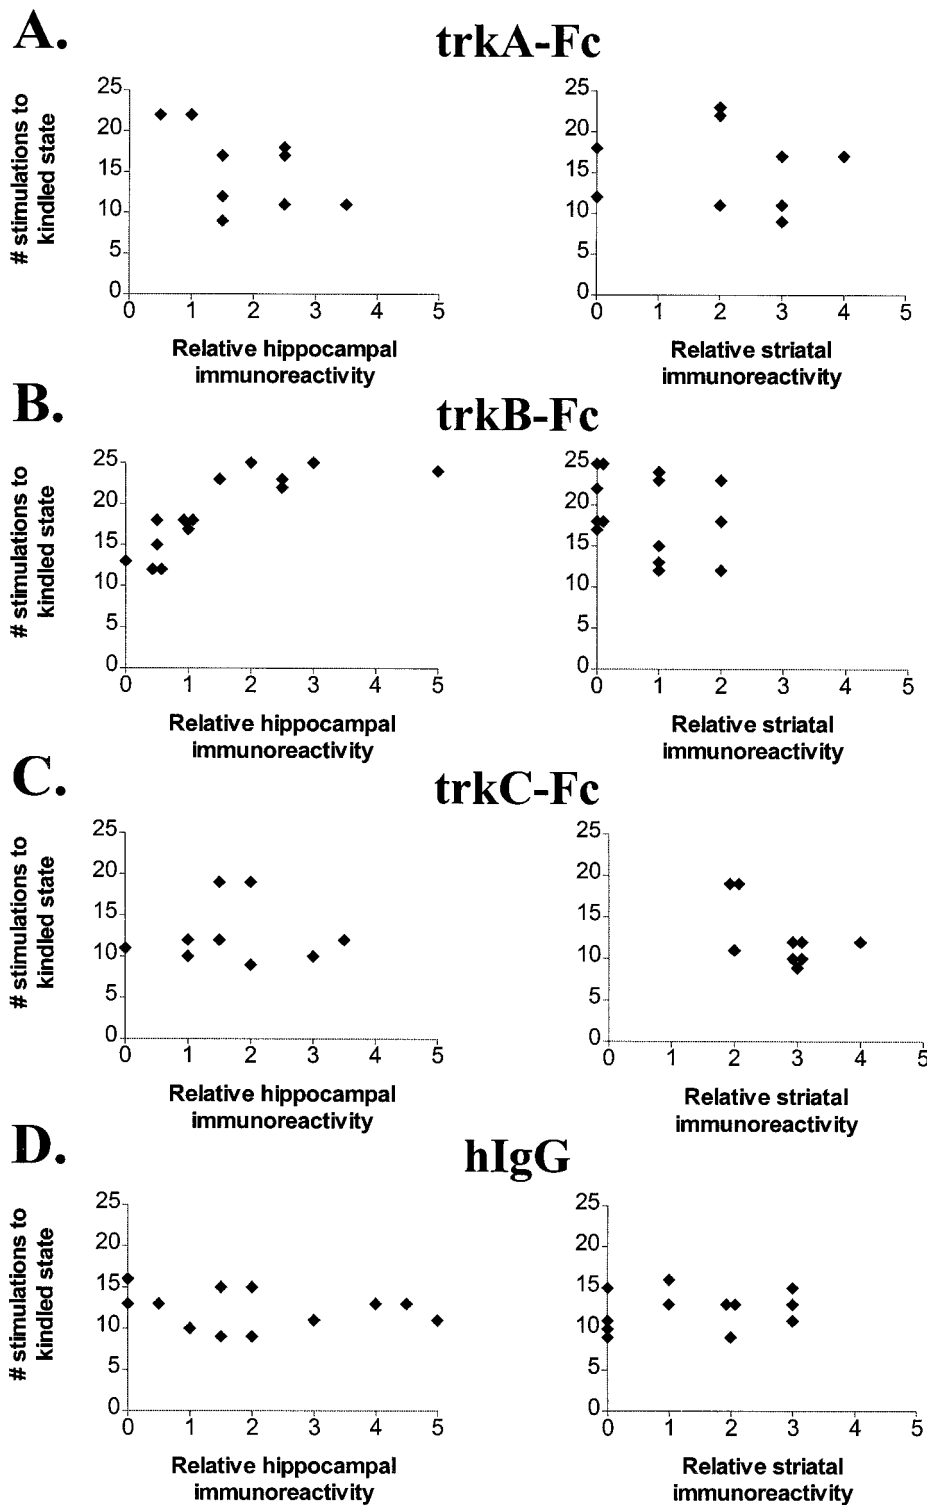 A.
trkA-Fc
# stimulations to
kindled state
25
20
15
10
5
0
0 1 2 3 4 5
Relative hippocampal
immunoreactivity
25
20
15
10
5
0
0 1 2 3 4 5
Relative striatal
immunoreactivity
B.
trkB-Fc
# stimulations to
kindled state
25
20
15
10
5
0
0 1 2 3 4 5
Relative hippocampal
immunoreactivity
25
20
15
10
5
0
0 1 2 3 4 5
Relative striatal
immunoreactivity
C.
trkC-Fc
# stimulations to
kindled state
25
20
15
10
5
0
0 1 2 3 4 5
Relative hippocampal
immunoreactivity
25
20
15
10
5
0
0 1 2 3 4 5
Relative striatal
immunoreactivity
D.
hIgG
# stimulations to
kindled state
25
20
15
10
5
0
0 1 2 3 4 5
Relative hippocampal
immunoreactivity
25
20
15
10
5
0
0 1 2 3 4 5
Relative striatal
immunoreactivity